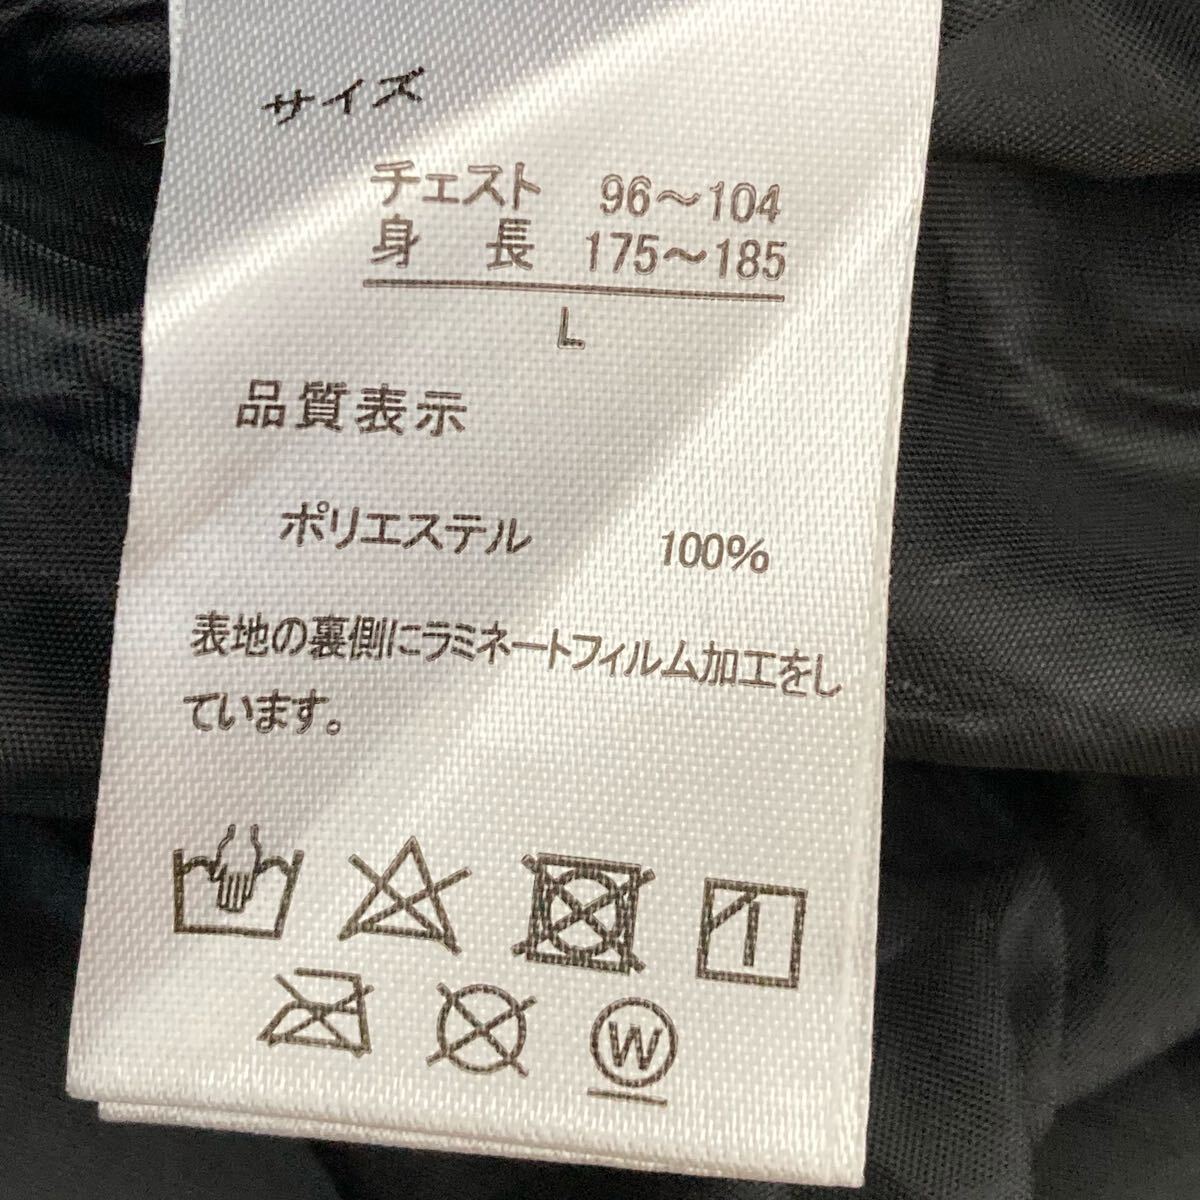 サイズ
チェスト 96～104
身長 175～185
L
品質表示
ポリエステル 100%
表地の裏側にラミネートフィルム加工をし
ています。
W